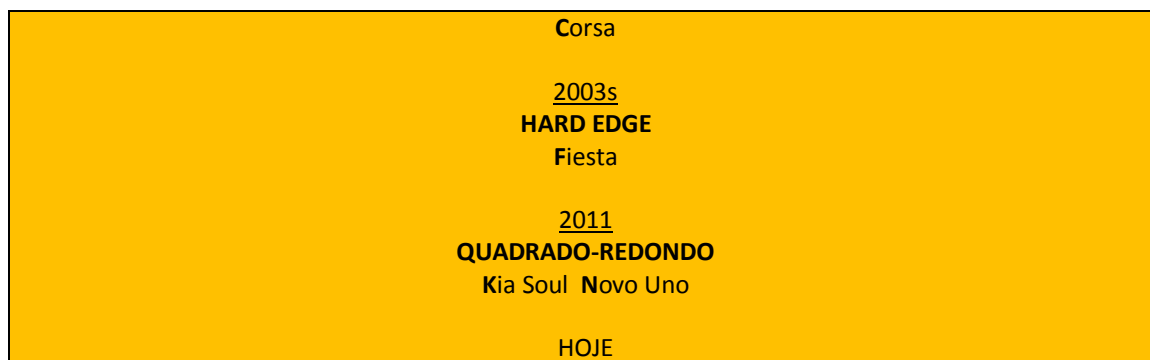 Corsa
2003s
HARD EDGE
Fiesta
2011
QUADRADO-REDONDO
Kia Soul  Novo Uno
HOJE